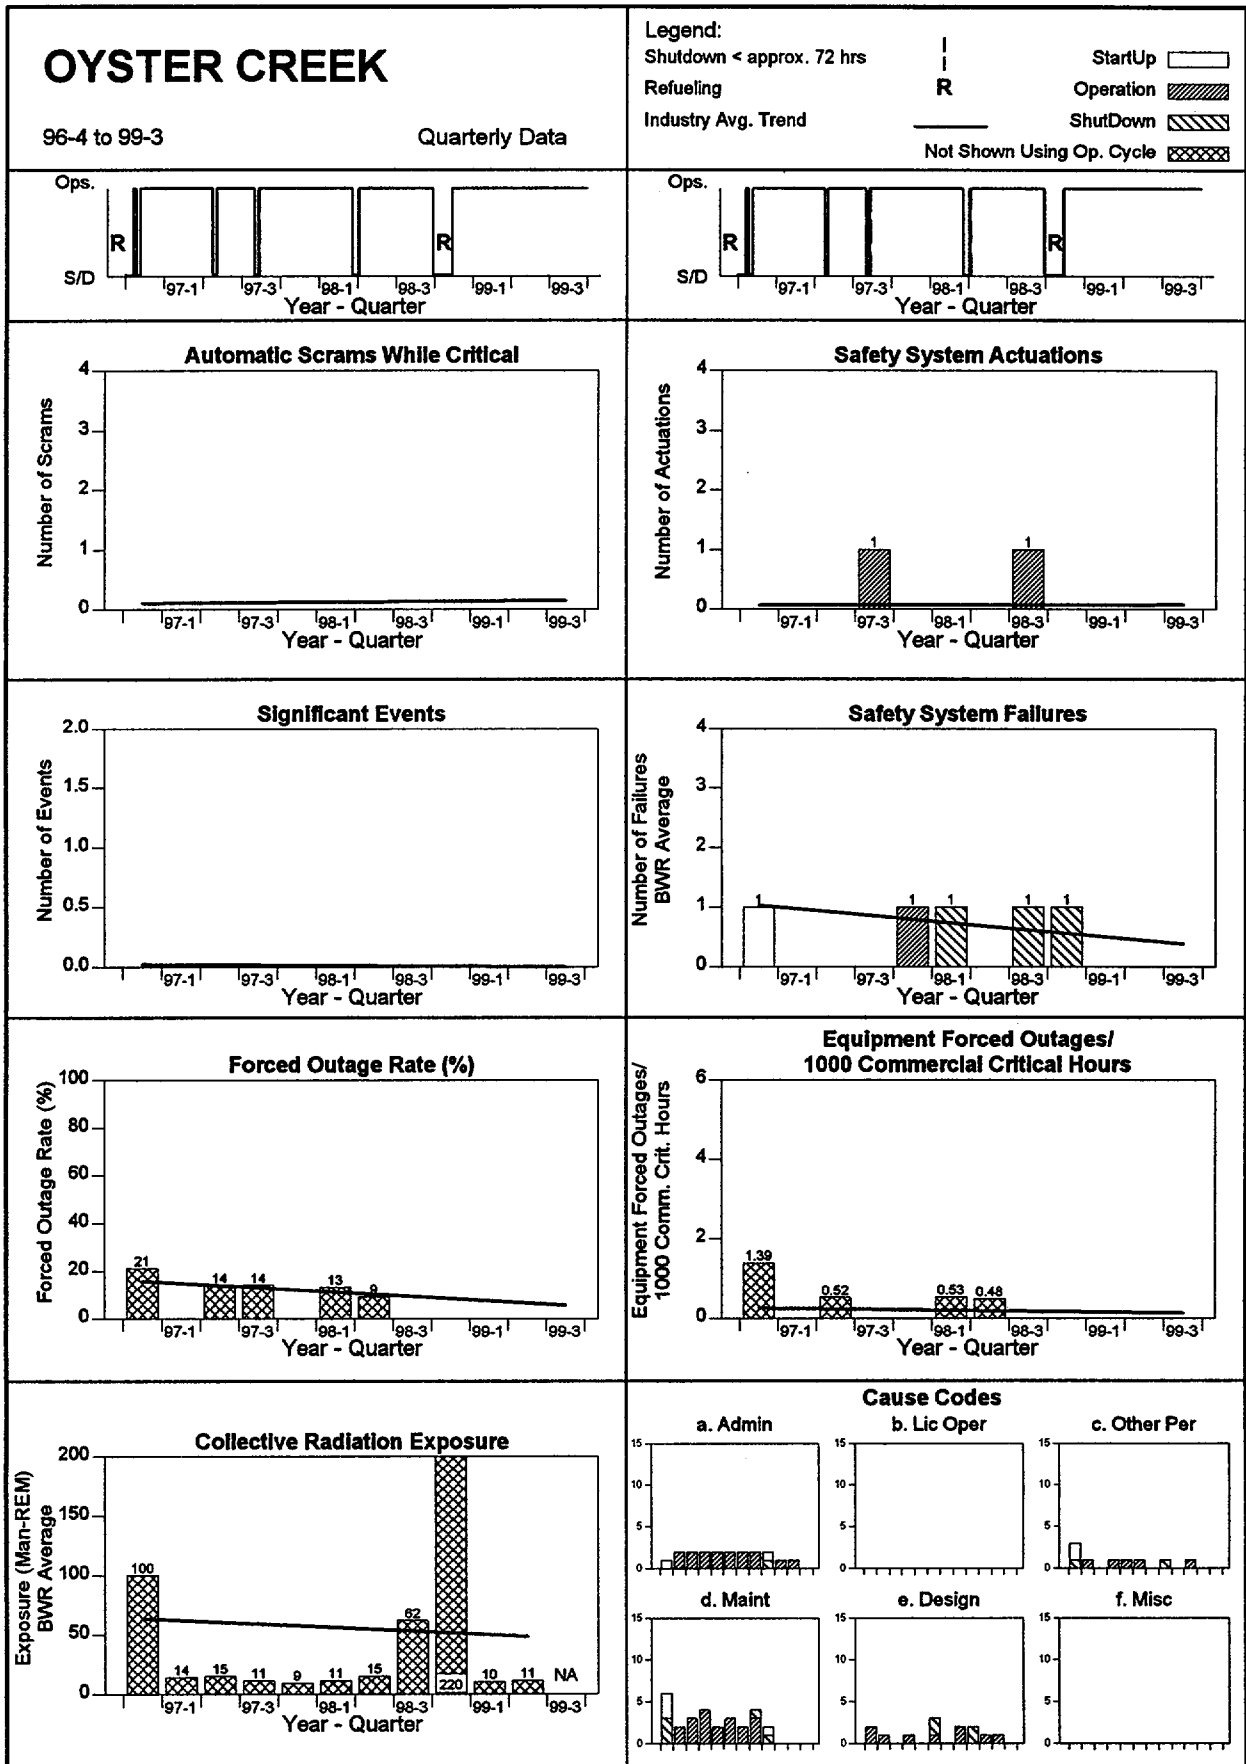 OYSTER CREEK
96-4 to 99-3 Quarterly Data
Legend:
Shutdown < approx. 72 hrs
Refueling R
Industry Avg. Trend
StartUp
Operation
ShutDown
Not Shown Using Op. Cycle
Ops.
R R
S/D
97-1 97-3 98-1 98-3 99-1 99-3
Year - Quarter
Ops.
R R
S/D
97-1 97-3 98-1 98-3 99-1 99-3
Year - Quarter
Automatic Scrams While Critical
Number of Scrams
4
3
2
1
0
97-1 97-3 98-1 98-3 99-1 99-3
Year - Quarter
Safety System Actuations
Number of Actuations
4
3
2
1
0
1 1
97-1 97-3 98-1 98-3 99-1 99-3
Year - Quarter
Significant Events
Number of Events
2.0
1.5
1.0
0.5
0.0
97-1 97-3 98-1 98-3 99-1 99-3
Year - Quarter
Safety System Failures
Number of Failures
BWR Average
4
3
2
1
0
1 1 1 1 1
97-1 97-3 98-1 98-3 99-1 99-3
Year - Quarter
Forced Outage Rate (%)
Forced Outage Rate (%)
100
80
60
40
20
0
21 14 14 13 9
97-1 97-3 98-1 98-3 99-1 99-3
Year - Quarter
Equipment Forced Outages/
1000 Commercial Critical Hours
Equipment Forced Outages/
1000 Comm. Crit. Hours
6
4
2
0
1.39 0.52 0.53 0.48
97-1 97-3 98-1 98-3 99-1 99-3
Year - Quarter
Collective Radiation Exposure
Exposure (Man-REM)
BWR Average
200
150
100
50
0
100 14 15 11 9 11 15 62 220 10 11 NA
97-1 97-3 98-1 98-3 99-1 99-3
Year - Quarter
Cause Codes
a. Admin
15
10
5
0
b. Lic Oper
15
10
5
0
c. Other Per
15
10
5
0
d. Maint
15
10
5
0
e. Design
15
10
5
0
f. Misc
15
10
5
0